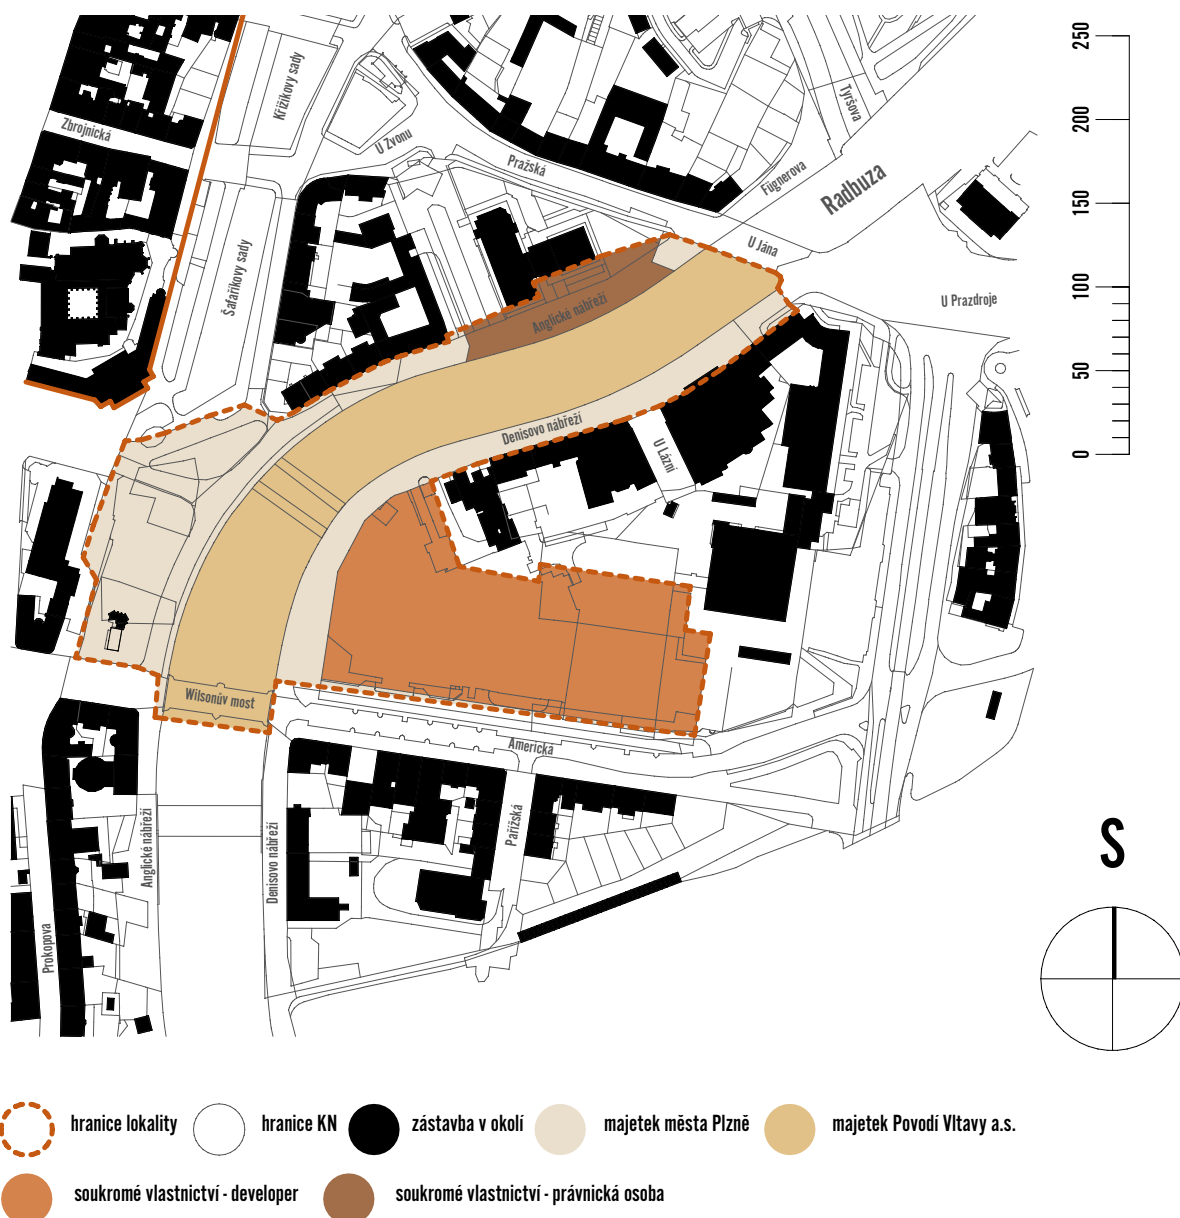 Křižíkovy sady
Zbrojnická
U Zvonu
Pražská
Tyršova
Fügnerova
Radbuza
U Jána
Šafaříkovy sady
U Prazdroje
Anglické nábřeží
Denisovo nábřeží
U Lázní
Wilsonův most
Americká
Pařížská
Anglické nábřeží
Denisovo nábřeží
Prokopova
250
200
150
100
50
0
S
hranice lokality
hranice KN
zástavba v okolí
majetek města Plzně
majetek Povodí Vltavy a.s.
soukromé vlastnictví - developer
soukromé vlastnictví - právnická osoba